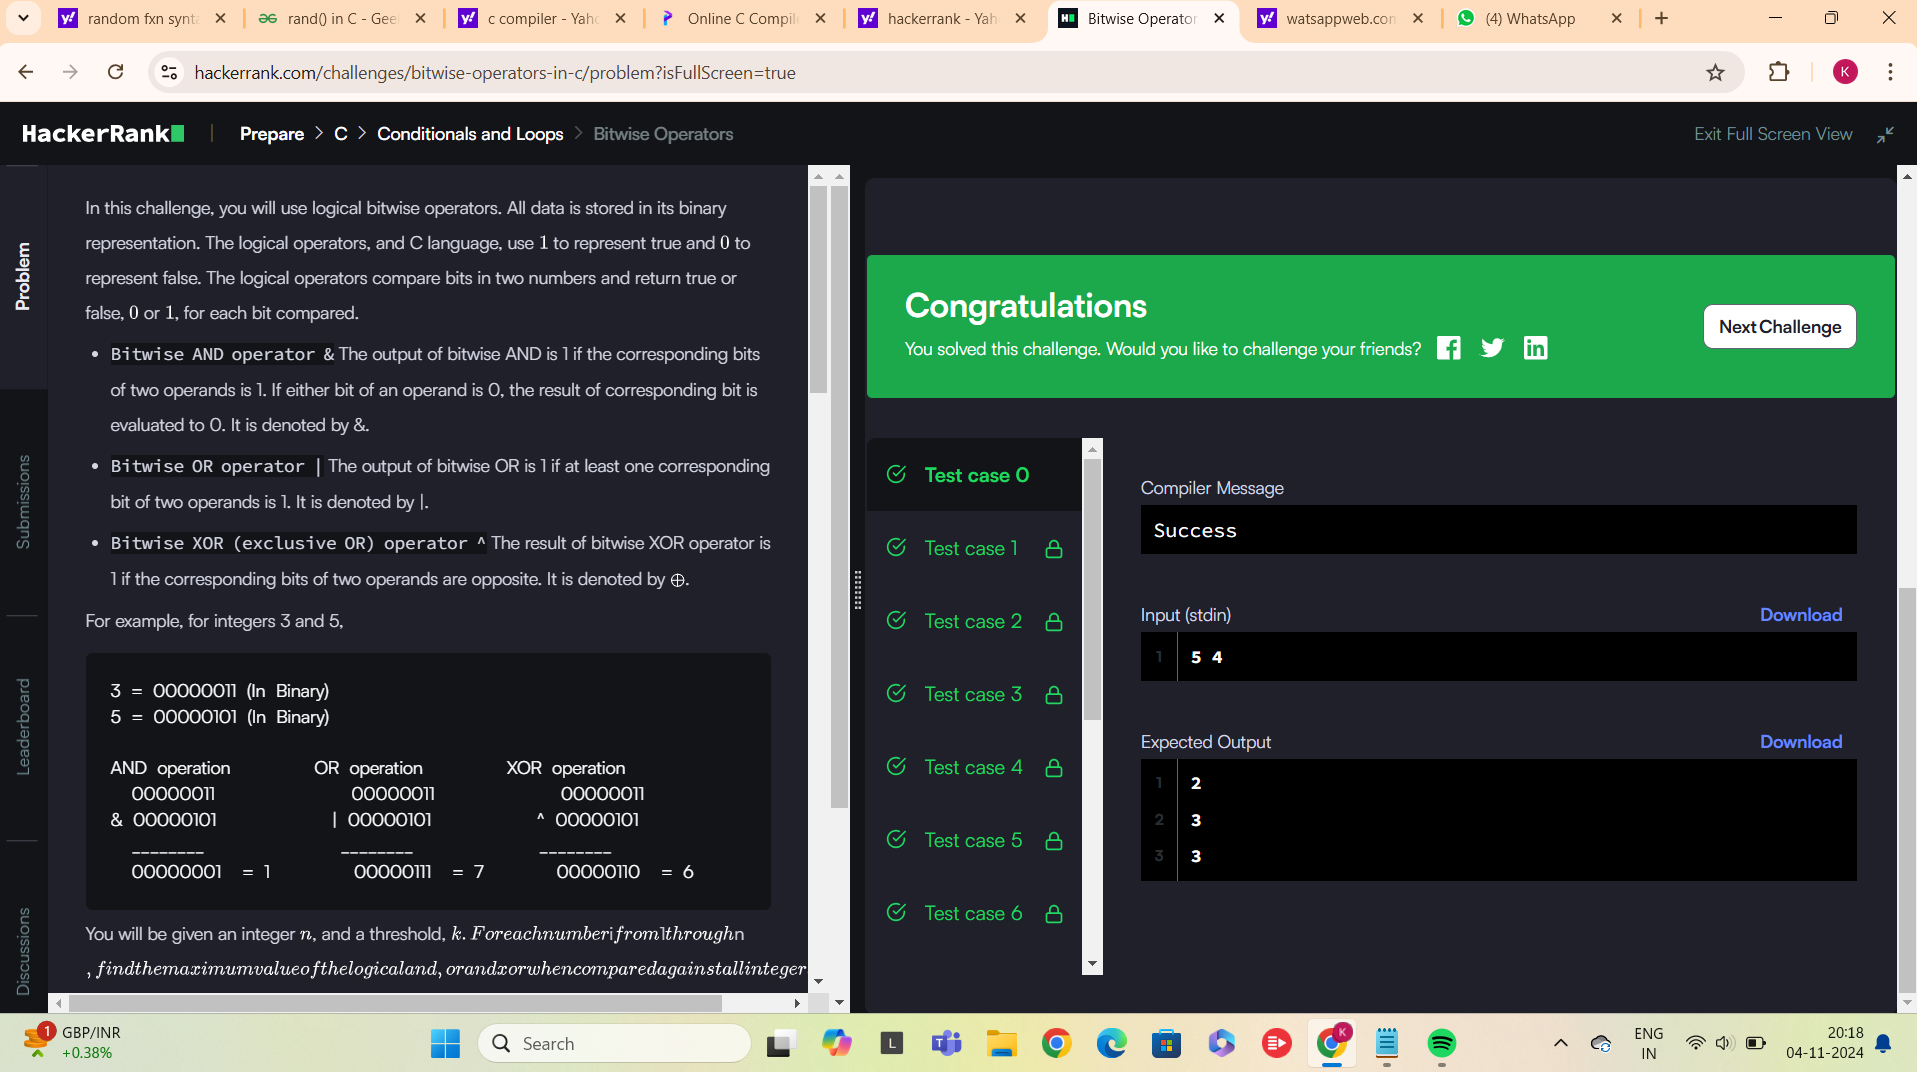 random fxn synta
rand() in C - Geel
c compiler - Yaho
Online C Compile
hackerrank - Yah
Bitwise Operator
watsappweb.com
(4) WhatsApp
hackerrank.com/challenges/bitwise-operators-in-c/problem?isFullScreen=true
K
HackerRank
Prepare > C > Conditionals and Loops > Bitwise Operators
Exit Full Screen View
Problem
Submissions
Leaderboard
Discussions
In this challenge, you will use logical bitwise operators. All data is stored in its binary
representation. The logical operators, and C language, use 1 to represent true and 0 to
represent false. The logical operators compare bits in two numbers and return true or
false, 0 or 1, for each bit compared.
• Bitwise AND operator & The output of bitwise AND is 1 if the corresponding bits
of two operands is 1. If either bit of an operand is 0, the result of corresponding bit is
evaluated to 0. It is denoted by &.
• Bitwise OR operator | The output of bitwise OR is 1 if at least one corresponding
bit of two operands is 1. It is denoted by |.
• Bitwise XOR (exclusive OR) operator ^ The result of bitwise XOR operator is
1 if the corresponding bits of two operands are opposite. It is denoted by ⊕.
For example, for integers 3 and 5,
3 = 00000011 (In Binary)
5 = 00000101 (In Binary)
AND operation OR operation XOR operation
00000011 00000011 00000011
& 00000101 | 00000101 ^ 00000101
________ ________ ________
00000001 = 1 00000111 = 7 00000110 = 6
You will be given an integer n, and a threshold, k. Foreachnumberifrom1throughn
, findthemaximumvalueofthelogicaland, orandxorwhencomparedagainstallinteger
Congratulations
You solved this challenge. Would you like to challenge your friends?
Next Challenge
Test case 0
Test case 1
Test case 2
Test case 3
Test case 4
Test case 5
Test case 6
Compiler Message
Success
Input (stdin)
Download
1 5 4
Expected Output
Download
1 2
2 3
3 3
1
GBP/INR
+0.38%
Search
L
K
ENG
IN
20:18
04-11-2024